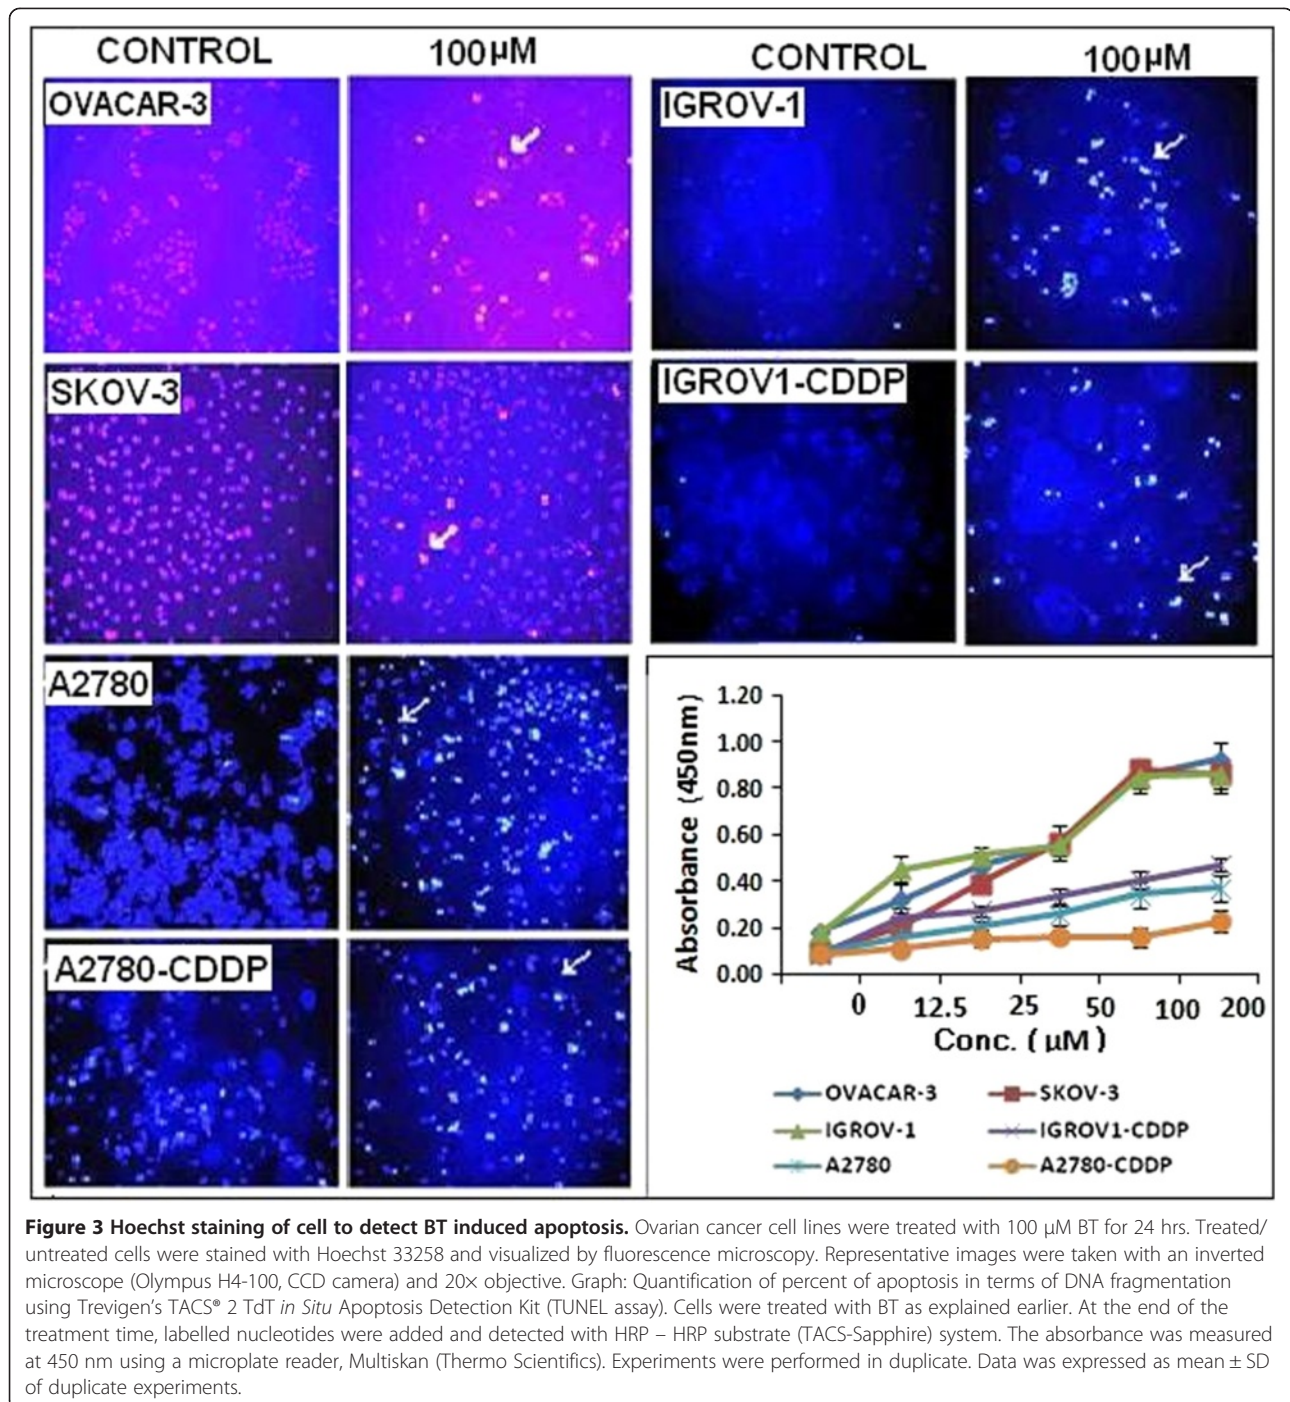 CONTROL 100µM CONTROL 100µM
OVACAR-3
IGROV-1
SKOV-3
IGROV1-CDDP
A2780
A2780-CDDP
Absorbance (450nm)
1.20
1.00
0.80
0.60
0.40
0.20
0.00
0 12.5 25 50 100 200
Conc. ( µM )
OVACAR-3 SKOV-3
IGROV-1 IGROV1-CDDP
A2780 A2780-CDDP
Figure 3 Hoechst staining of cell to detect BT induced apoptosis. Ovarian cancer cell lines were treated with 100 μM BT for 24 hrs. Treated/
untreated cells were stained with Hoechst 33258 and visualized by fluorescence microscopy. Representative images were taken with an inverted
microscope (Olympus H4-100, CCD camera) and 20× objective. Graph: Quantification of percent of apoptosis in terms of DNA fragmentation
using Trevigen's TACS® 2 TdT in Situ Apoptosis Detection Kit (TUNEL assay). Cells were treated with BT as explained earlier. At the end of the
treatment time, labelled nucleotides were added and detected with HRP – HRP substrate (TACS-Sapphire) system. The absorbance was measured
at 450 nm using a microplate reader, Multiskan (Thermo Scientifics). Experiments were performed in duplicate. Data was expressed as mean ± SD
of duplicate experiments.